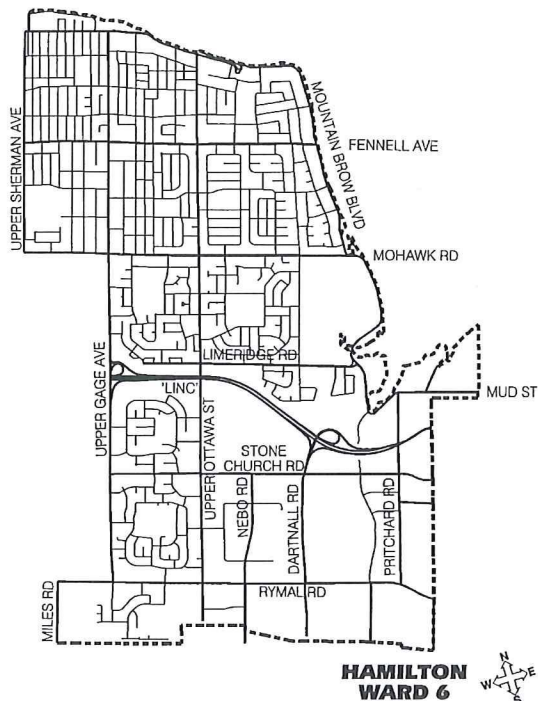 UPPER SHERMAN AVE
MOUNTAIN BROW BLVD
FENNELL AVE
MOHAWK RD
LIMERIDGE RD
UPPER GAGE AVE
'LINC'
UPPER OTTAWA ST
MUD ST
STONE
CHURCH RD
NEBO RD
DARTNALL RD
PRITCHARD RD
MILES RD
RYMAL RD
HAMILTON
WARD 6
N
W
E
S